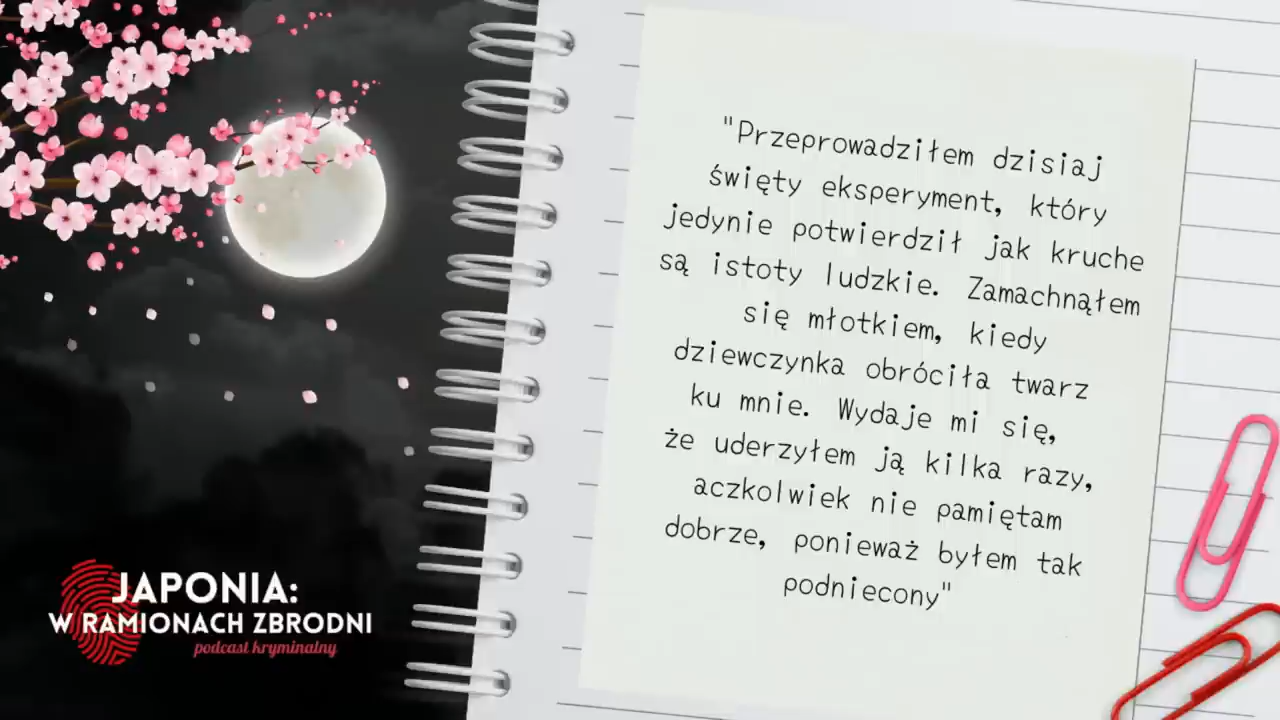 "Przeprowadziłem dzisiaj
święty eksperyment, który
jedynie potwierdził jak kruche
są istoty ludzkie. Zamachnąłem
się młotkiem, kiedy
dziewczynka obróciła twarz
ku mnie. Wydaje mi się,
że uderzyłem ją kilka razy,
aczkolwiek nie pamiętam
dobrze, ponieważ byłem tak
podniecony"
JAPONIA:
W RAMIONACH ZBRODNI
podcast kryminalny